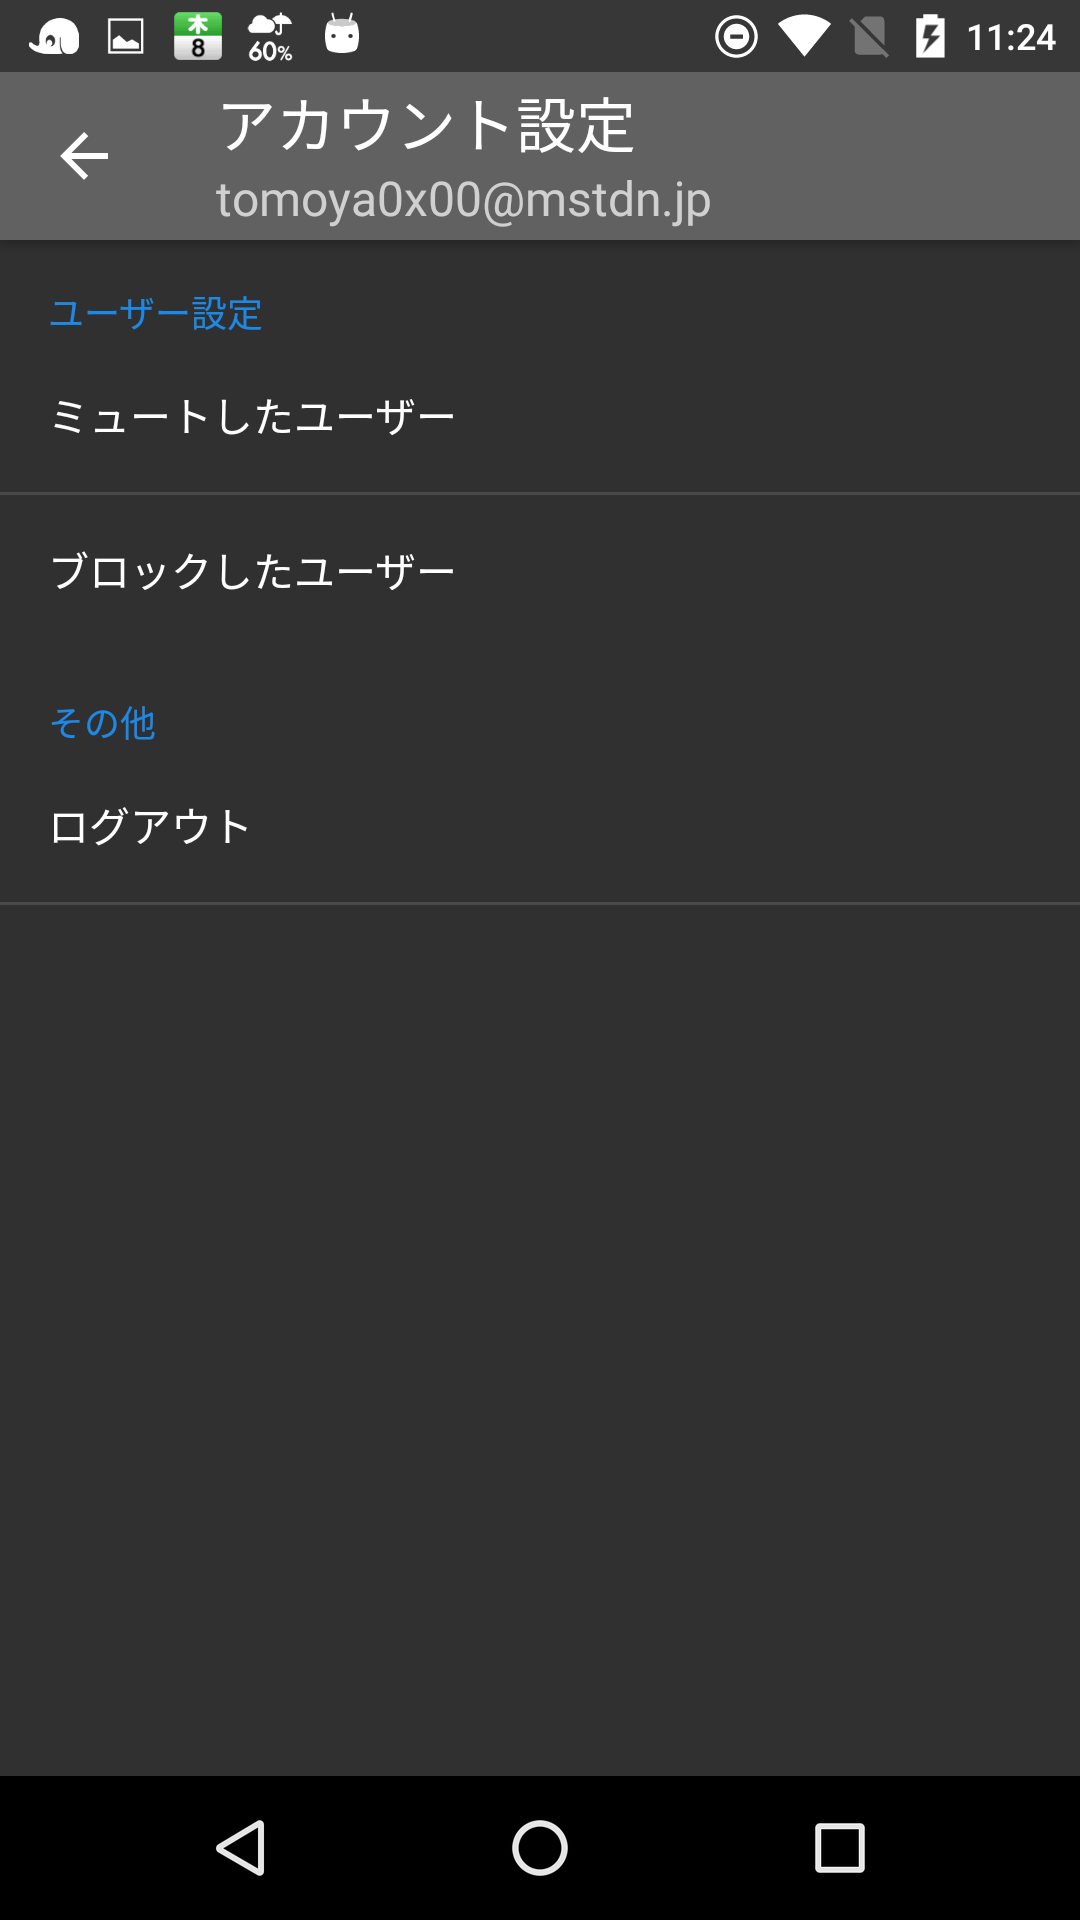 木
8
60%
11:24
アカウント設定
tomoya0x00@mstdn.jp
ユーザー設定
ミュートしたユーザー
ブロックしたユーザー
その他
ログアウト